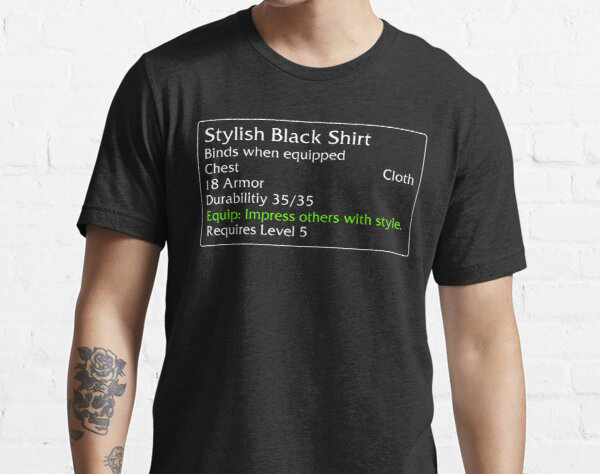 Stylish Black Shirt
Binds when equipped
Chest
Cloth
18 Armor
Durabilitiy 35/35
Equip: Impress others with style.
Requires Level 5